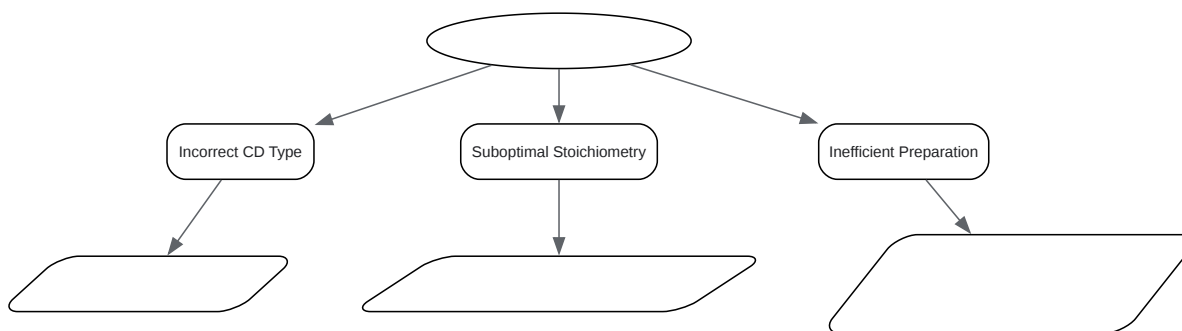 Incorrect CD Type
Suboptimal Stoichiometry
Inefficient Preparation